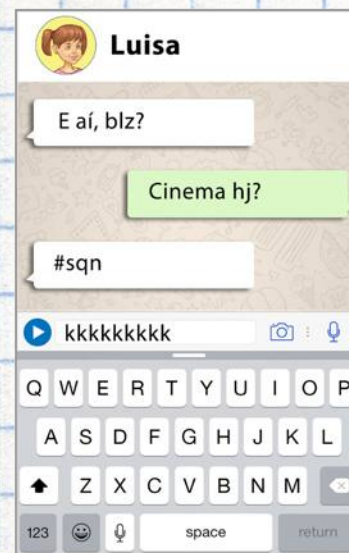 Luisa
E aí, blz?
Cinema hj?
#sqn
kkkkkkkkk
Q W E R T Y U I O P
A S D F G H J K L
Z X C V B N M
123 space return